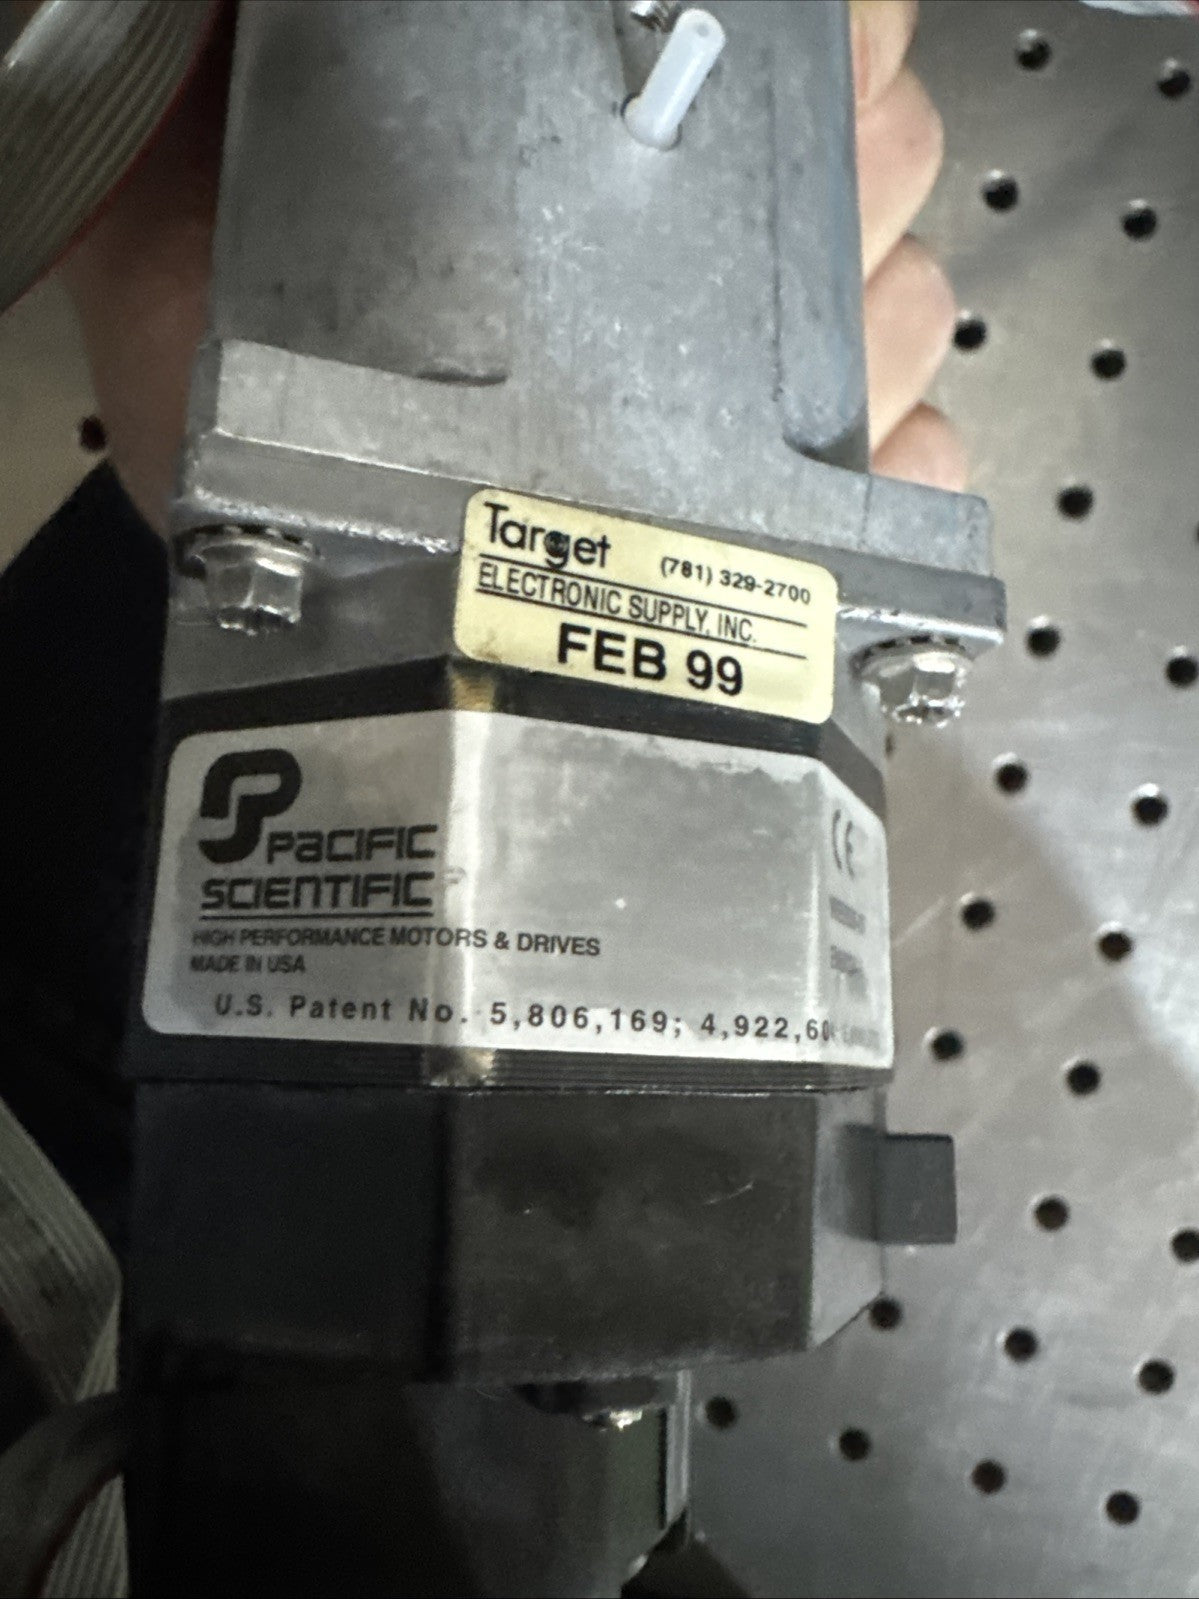 Target (781) 329-2700
ELECTRONIC SUPPLY, INC.
FEB 99
PACIFIC
SCIENTIFIC
HIGH PERFORMANCE MOTORS & DRIVES
MADE IN USA
U.S. Patent No. 5,806,169; 4,922,604
CE